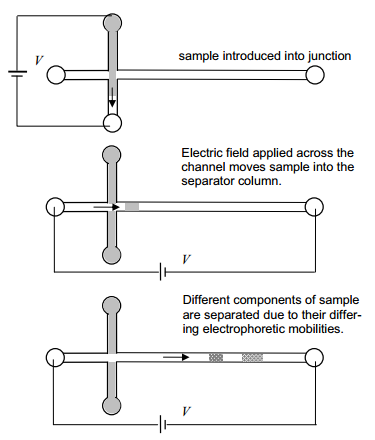 V
sample introduced into junction
Electric field applied across the
channel moves sample into the
separator column.
V
Different components of sample
are separated due to their differ-
ing electrophoretic mobilities.
V